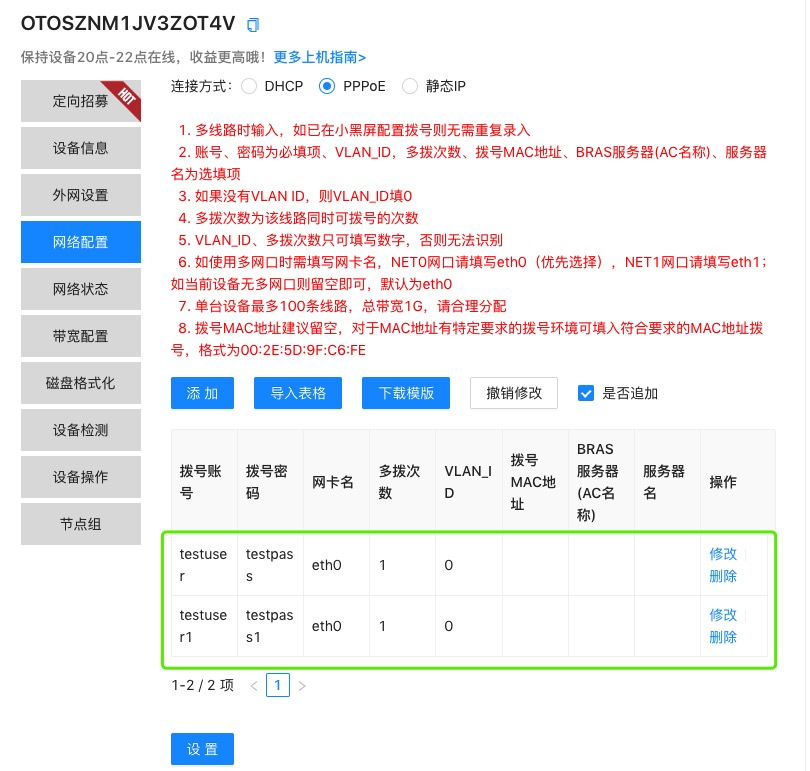 OTOSZNM1JV3ZOT4V
保持设备20点-22点在线，收益更高哦！ 更多上机指南>
定向招募 HOT
设备信息
外网设置
网络配置
网络状态
带宽配置
磁盘格式化
设备检测
设备操作
节点组
连接方式： DHCP PPPoE 静态IP
1. 多线路时输入，如已在小黑屏配置拨号则无需重复录入
2. 账号、密码为必填项、VLAN_ID，多拨次数、拨号MAC地址、BRAS服务器(AC名称)、服务器
名为选填项
3. 如果没有VLAN ID，则VLAN_ID填0
4. 多拨次数为该线路同时可拨号的次数
5. VLAN_ID、多拨次数只可填写数字，否则无法识别
6. 如使用多网口时需填写网卡名，NET0网口请填写eth0（优先选择），NET1网口请填写eth1；
如当前设备无多网口则留空即可，默认为eth0
7. 单台设备最多100条线路，总带宽1G，请合理分配
8. 拨号MAC地址建议留空，对于MAC地址有特定要求的拨号环境可填入符合要求的MAC地址拨
号，格式为00:2E:5D:9F:C6:FE
添 加 导入表格 下载模版 撤销修改 是否追加
拨号账
号
拨号密
码
网卡名
多拨次
数
VLAN_I
D
拨号
MAC地
址
BRAS
服务器
(AC名
称)
服务器
名
操作
testuse
r
testpas
s
eth0
1
0
修改
删除
testuse
r1
testpas
s1
eth0
1
0
修改
删除
1-2 / 2 项 < 1 >
设 置